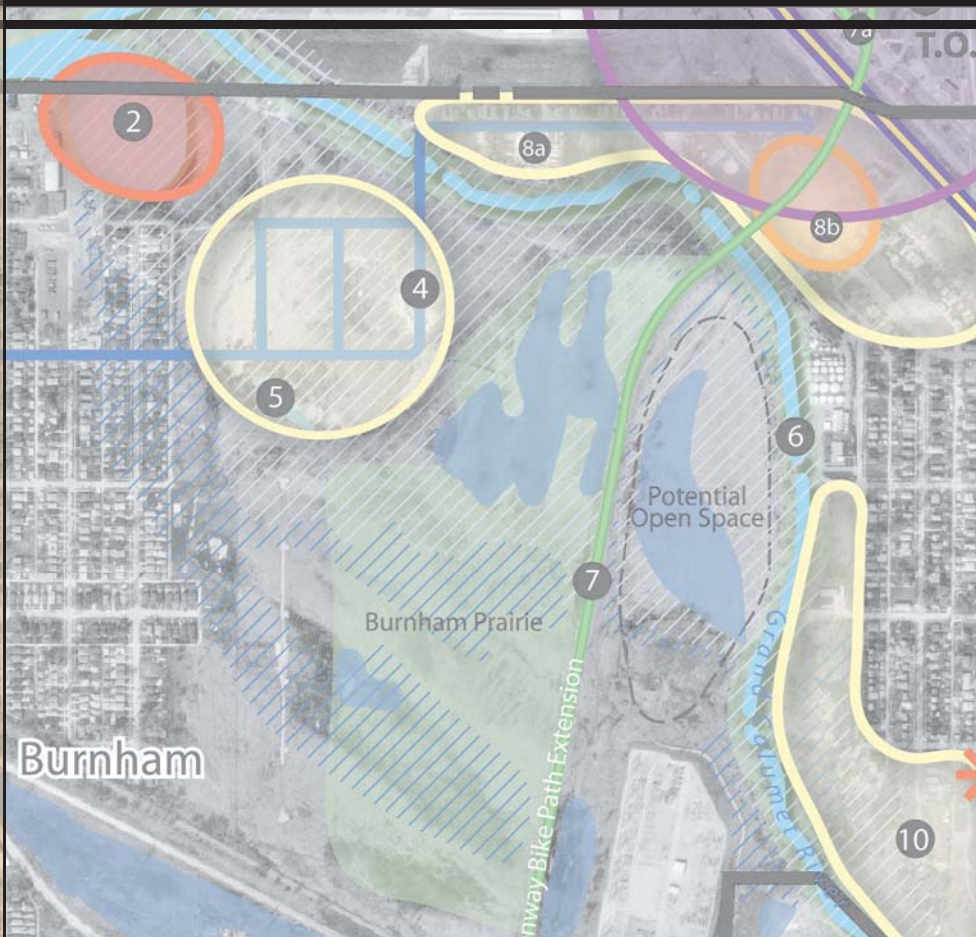 7a
T.O.
2
8a
8b
4
5
6
Potential
Open Space
7
Burnham Prairie
Grand Calumet River
nway Bike Path Extension
Burnham
10